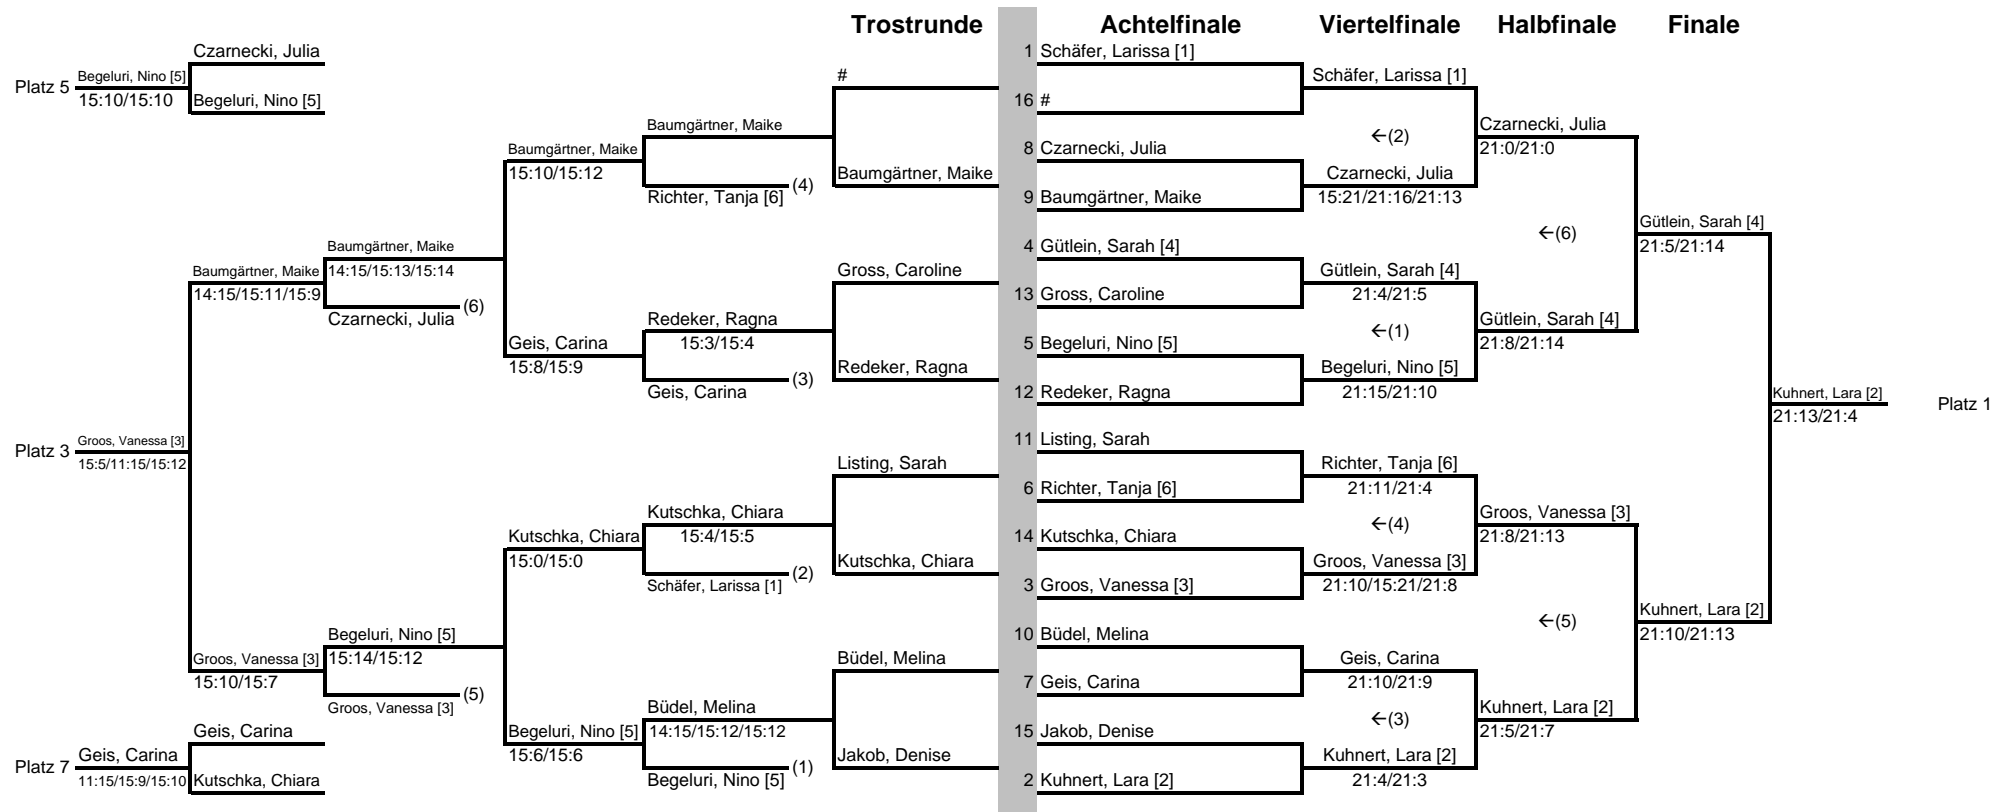 Trostrunde Achtelfinale Viertelfinale Halbfinale Finale
Czarnecki, Julia
1 Schäfer, Larissa [1]
Platz 5 Begeluri, Nino [5]
#
Schäfer, Larissa [1]
15:10/15:10
Begeluri, Nino [5]
16 #
Baumgärtner, Maike
Czarnecki, Julia
←(2)
Baumgärtner, Maike
8 Czarnecki, Julia
21:0/21:0
15:10/15:12
Baumgärtner, Maike
Czarnecki, Julia
(4)
Richter, Tanja [6]
9 Baumgärtner, Maike
15:21/21:16/21:13
Gütlein, Sarah [4]
←(6)
Baumgärtner, Maike
4 Gütlein, Sarah [4]
21:5/21:14
Baumgärtner, Maike
14:15/15:13/15:14
Gross, Caroline
Gütlein, Sarah [4]
14:15/15:11/15:9
13 Gross, Caroline
21:4/21:5
(6)
Czarnecki, Julia
Redeker, Ragna
Gütlein, Sarah [4]
←(1)
Geis, Carina
15:3/15:4
5 Begeluri, Nino [5]
21:8/21:14
15:8/15:9
Redeker, Ragna
Begeluri, Nino [5]
(3)
Geis, Carina
12 Redeker, Ragna
21:15/21:10
Kuhnert, Lara [2]
Platz 1
21:13/21:4
Platz 3 Groos, Vanessa [3]
11 Listing, Sarah
15:5/11:15/15:12
Listing, Sarah
Richter, Tanja [6]
6 Richter, Tanja [6]
21:11/21:4
Kutschka, Chiara
Groos, Vanessa [3]
←(4)
Kutschka, Chiara
15:4/15:5
14 Kutschka, Chiara
21:8/21:13
15:0/15:0
Kutschka, Chiara
Groos, Vanessa [3]
(2)
Schäfer, Larissa [1]
3 Groos, Vanessa [3]
21:10/15:21/21:8
Kuhnert, Lara [2]
←(5)
Begeluri, Nino [5]
10 Büdel, Melina
21:10/21:13
Groos, Vanessa [3]
15:14/15:12
Büdel, Melina
Geis, Carina
15:10/15:7
7 Geis, Carina
21:10/21:9
(5)
Groos, Vanessa [3]
Büdel, Melina
Kuhnert, Lara [2]
←(3)
Geis, Carina
Begeluri, Nino [5]
14:15/15:12/15:12
15 Jakob, Denise
21:5/21:7
Platz 7 Geis, Carina
15:6/15:6
Jakob, Denise
Kuhnert, Lara [2]
(1)
11:15/15:9/15:10
Kutschka, Chiara
Begeluri, Nino [5]
2 Kuhnert, Lara [2]
21:4/21:3